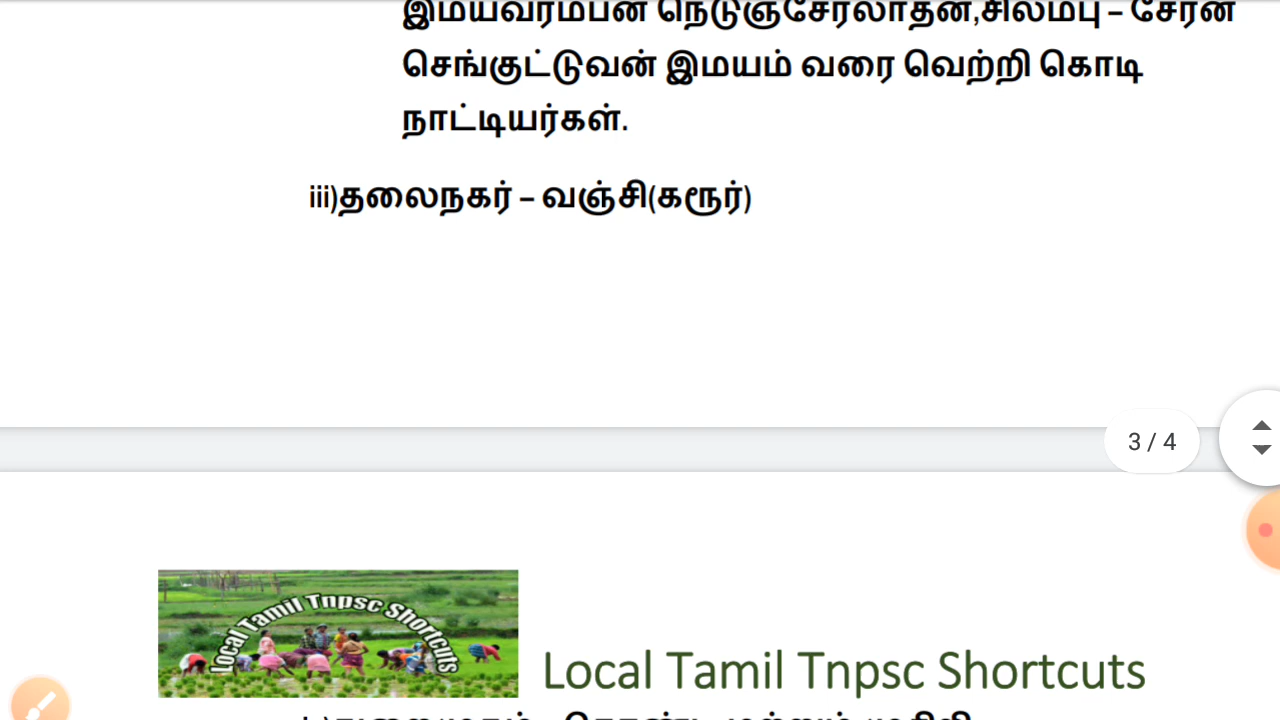 இமயவரம்பன் நெடுஞ்சேரலாதன்,சிலம்பு – சேரன்
செங்குட்டுவன் இமயம் வரை வெற்றி கொடி
நாட்டியர்கள்.
iii)தலைநகர் – வஞ்சி(கரூர்)
3 / 4
Local Tamil Tnpsc Shortcuts
Local Tamil Tnpsc Shortcuts